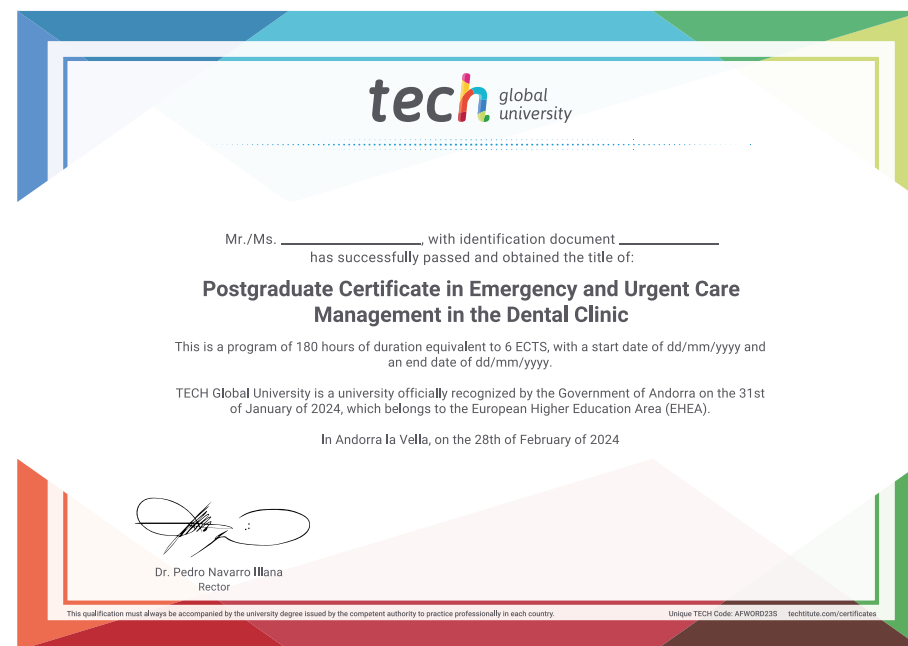 tech global
university
Mr./Ms. ____________________, with identification document ______________
has successfully passed and obtained the title of:
Postgraduate Certificate in Emergency and Urgent Care
Management in the Dental Clinic
This is a program of 180 hours of duration equivalent to 6 ECTS, with a start date of dd/mm/yyyy and
an end date of dd/mm/yyyy.
TECH Global University is a university officially recognized by the Government of Andorra on the 31st
of January of 2024, which belongs to the European Higher Education Area (EHEA).
In Andorra la Vella, on the 28th of February of 2024
Dr. Pedro Navarro Illana
Rector
This qualification must always be accompanied by the university degree issued by the competent authority to practice professionally in each country.
Unique TECH Code: AFWORD23S techtitute.com/certificates